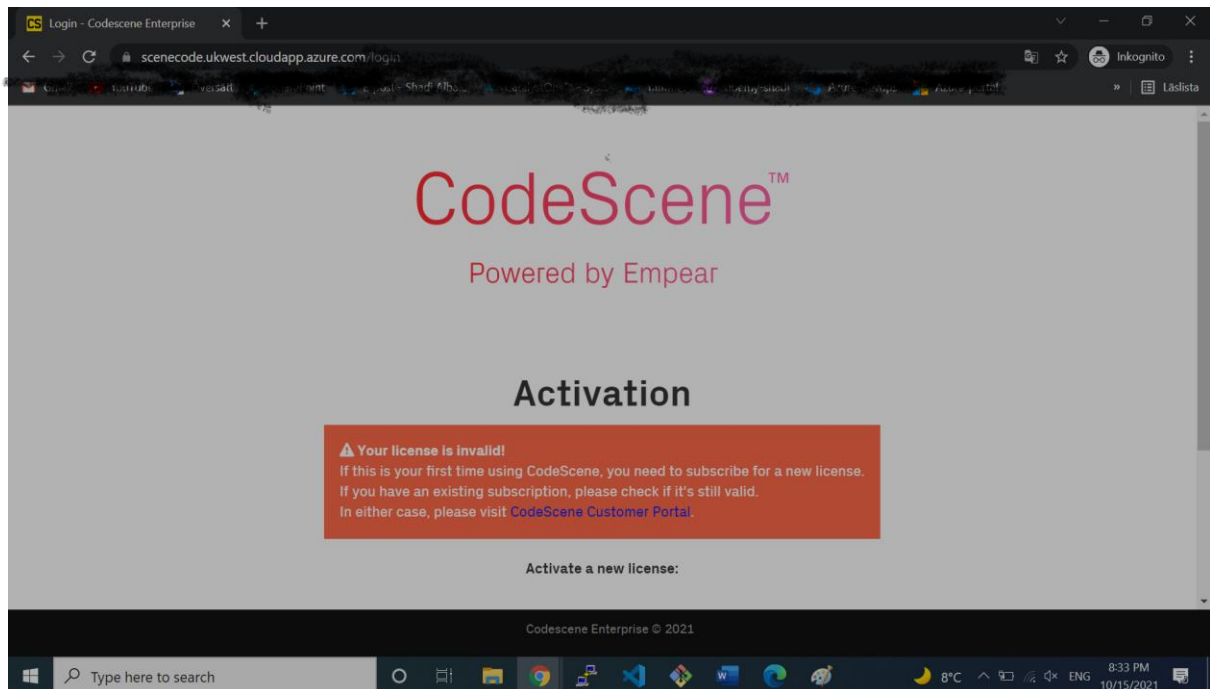 CS Login - Codescene Enterprise
scenecode.ukwest.cloudapp.azure.com/login
Inkognito
» Läslista
CodeScene™
Powered by Empear
Activation
Your license is invalid!
If this is your first time using CodeScene, you need to subscribe for a new license.
If you have an existing subscription, please check if it's still valid.
In either case, please visit CodeScene Customer Portal.
Activate a new license:
Codescene Enterprise © 2021
Type here to search
8°C
ENG
8:33 PM
10/15/2021